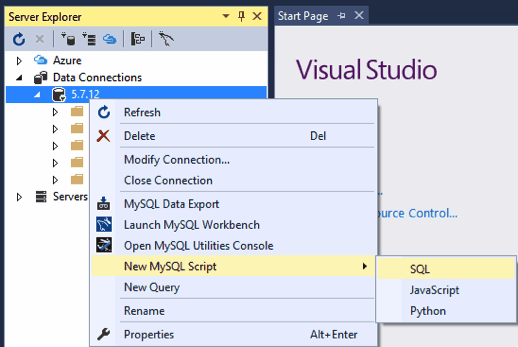 Server Explorer
Start Page
Azure
Data Connections
5.7.12
Servers
Visual Studio
Refresh
Delete Del
Modify Connection...
Close Connection
MySQL Data Export
Launch MySQL Workbench
Open MySQL Utilities Console
New MySQL Script
New Query
Rename
Properties Alt+Enter
ource Control...
SQL
JavaScript
Python